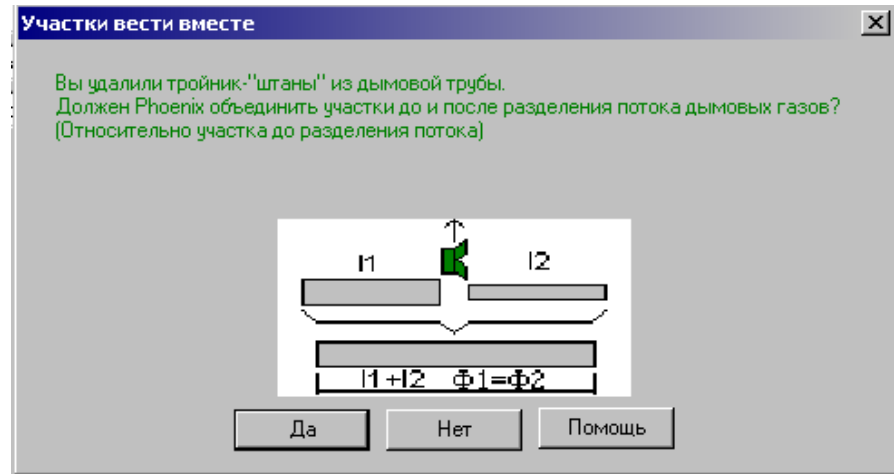 Участки вести вместе
Вы удалили тройник-"штаны" из дымовой трубы.
Должен Phoenix объединить участки до и после разделения потока дымовых газов?
(Относительно участка до разделения потока)
l1 l2
l1+l2 Ф1=Ф2
Да Нет Помощь